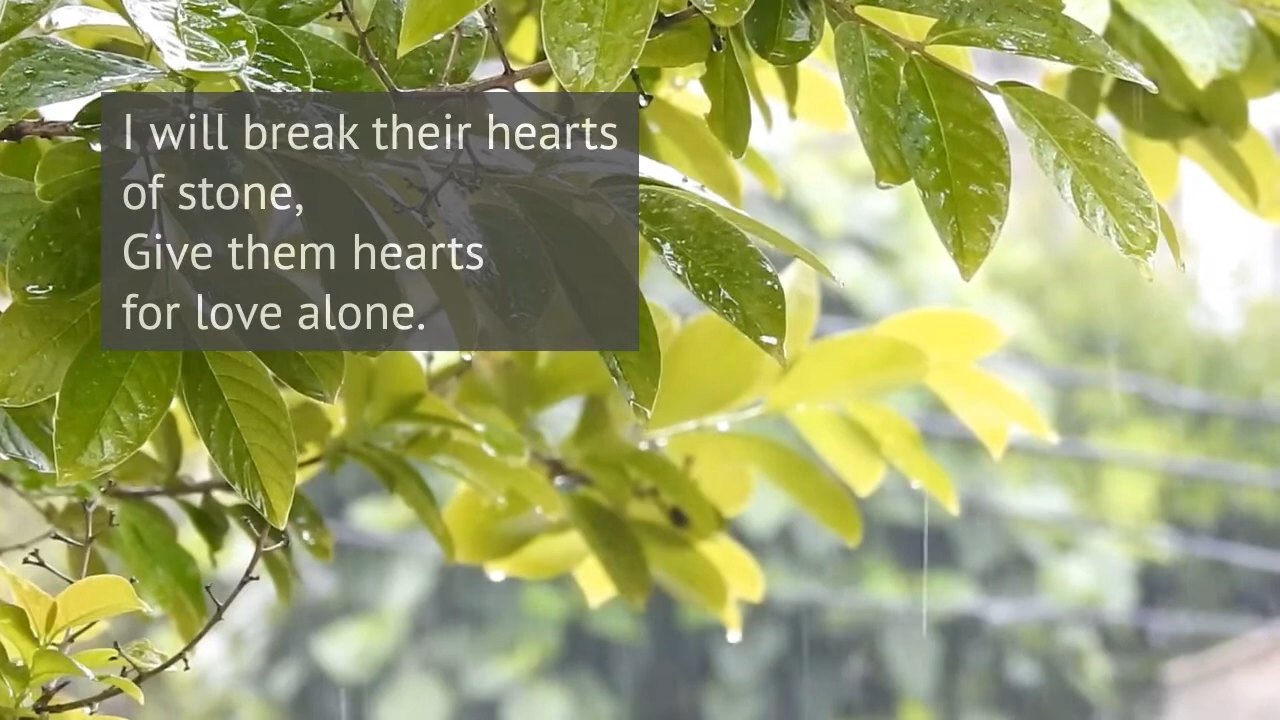 I will break their hearts
of stone,
Give them hearts
for love alone.